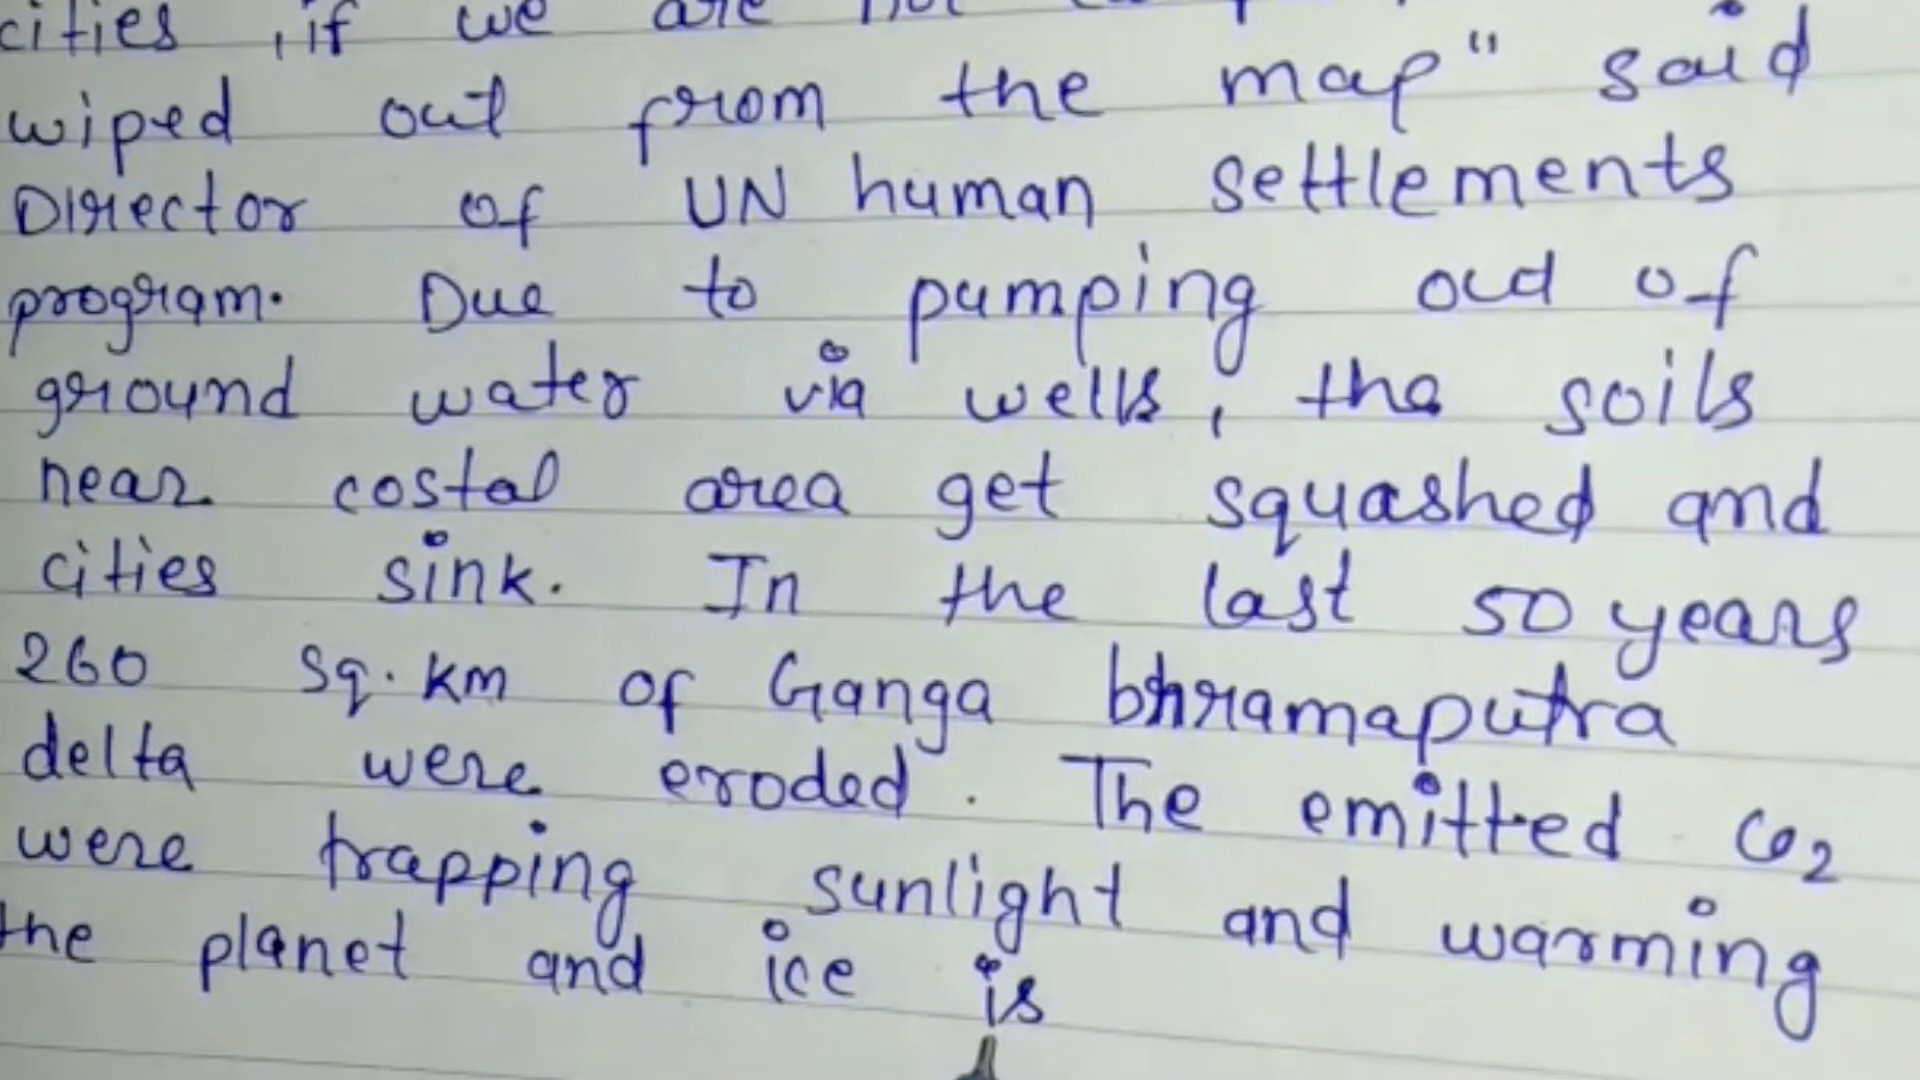 cities , if we are not
wiped out from the map" said
Director of UN human settlements
program. Due to pumping oud of
ground water via wells, the soils
near costal area get squashed and
cities sink. In the last 50 years
260 sq. km of Ganga bhramaputra
delta were eroded. The emitted CO2
were trapping sunlight and warming
the planet and ice is